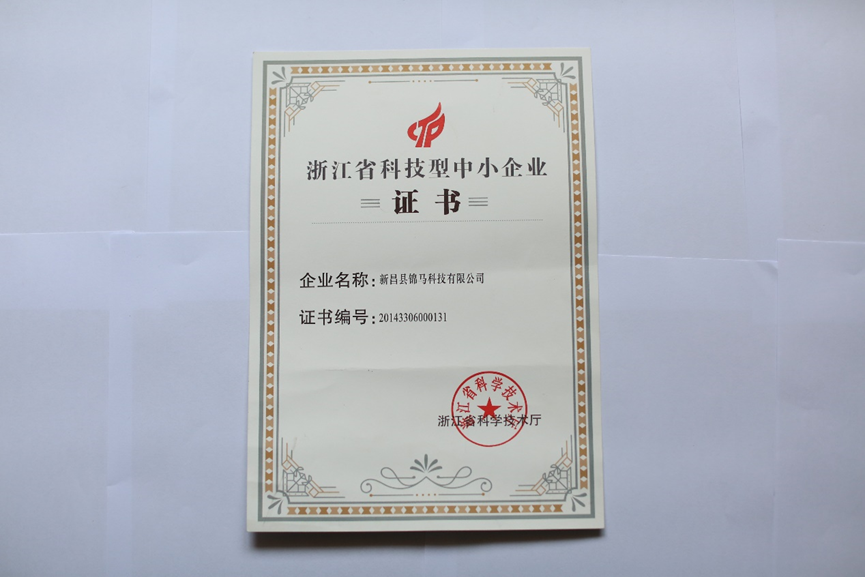 CTP
浙江省科技型中小企业
证书
企业名称：新昌县锦马科技有限公司
证书编号：20143306000131
浙江省科学技术厅
浙江省科学技术厅